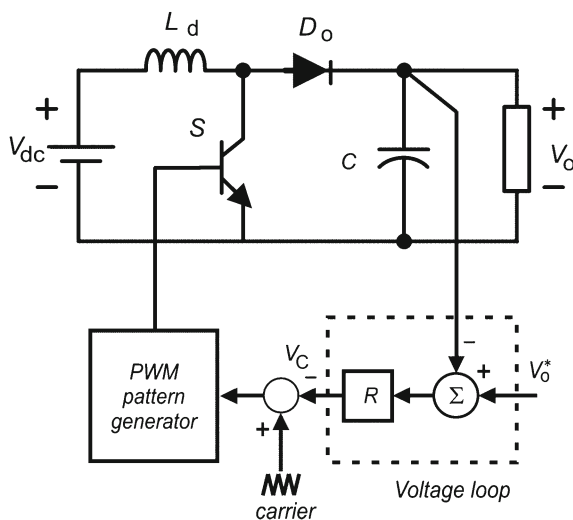 L d
D o
+
S
+
V dc
C
V o
−
−
−
V C
−
+
V o *
PWM
pattern
generator
R
Σ
+
carrier
Voltage loop